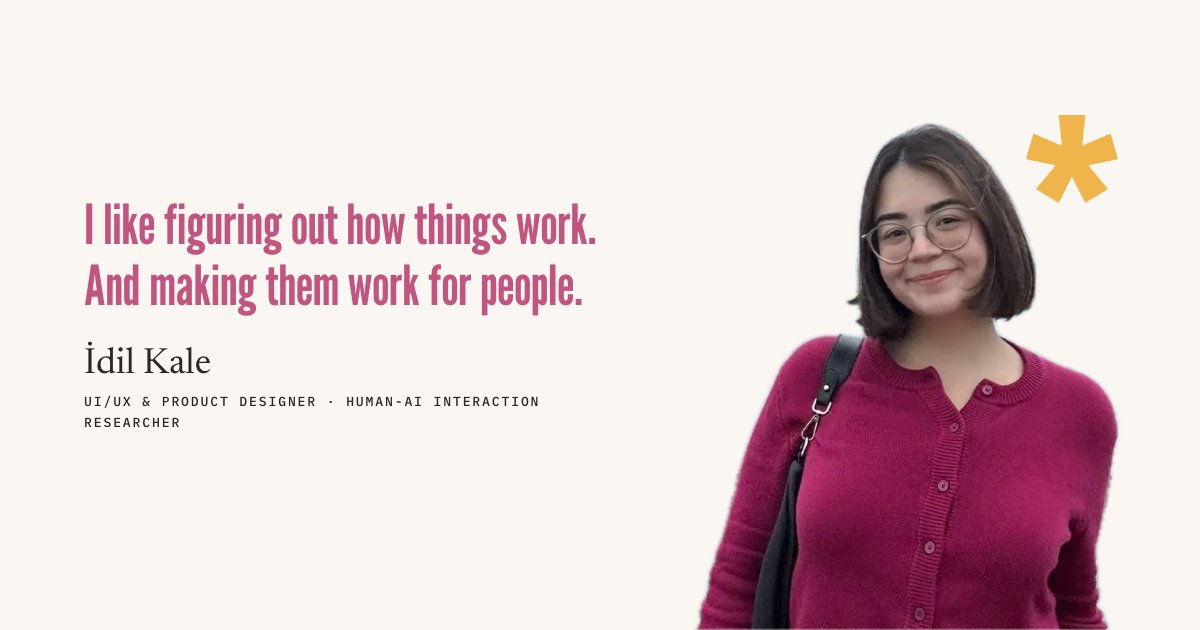 I like figuring out how things work.
And making them work for people.
İdil Kale
UI/UX & PRODUCT DESIGNER · HUMAN-AI INTERACTION
RESEARCHER